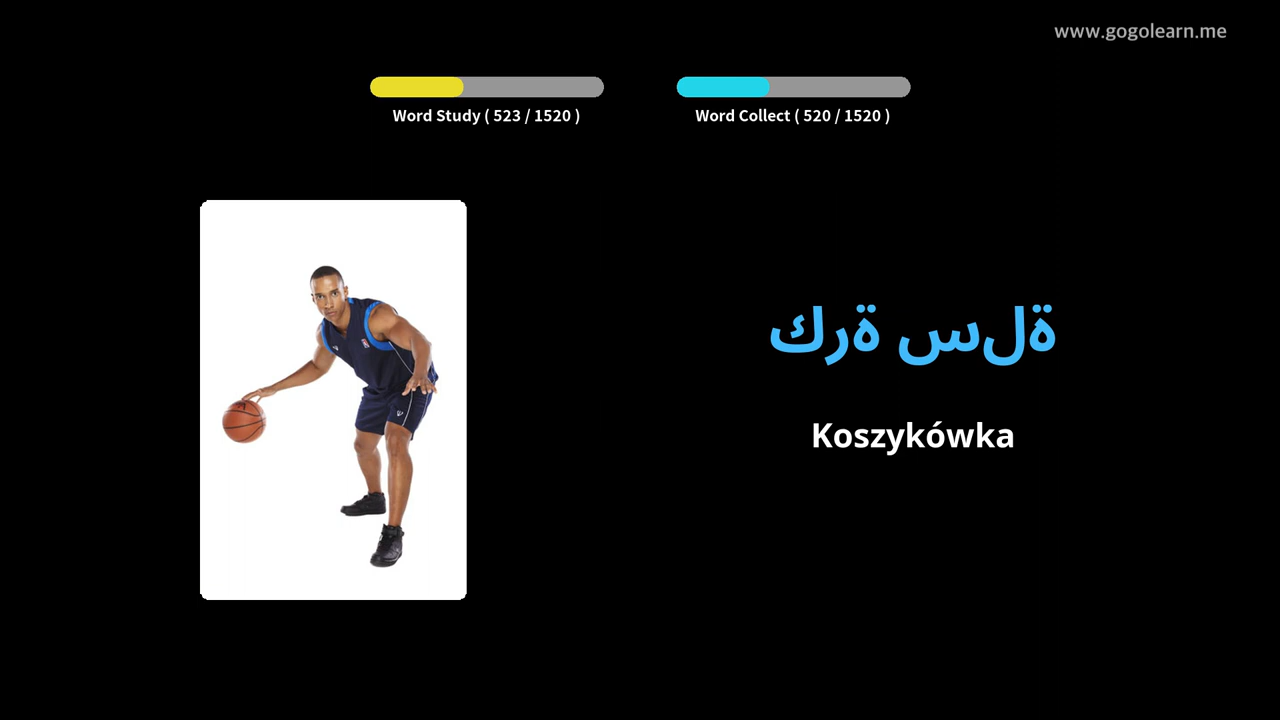 www.gogolearn.me
Word Study ( 523 / 1520 )
Word Collect ( 520 / 1520 )
كرة سلة
Koszykówka